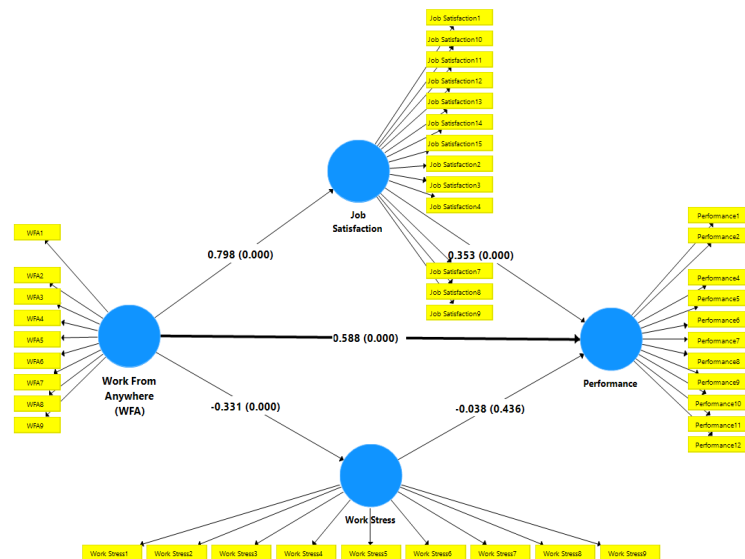 Job Satisfaction1
Job Satisfaction10
Job Satisfaction11
Job Satisfaction12
Job Satisfaction13
Job Satisfaction14
Job Satisfaction15
Job Satisfaction2
Job Satisfaction3
Job Satisfaction4
Job
Satisfaction
Job Satisfaction7
Job Satisfaction8
Job Satisfaction9
0.798 (0.000)
0.353 (0.000)
WFA1
WFA2
WFA3
WFA4
WFA5
WFA6
WFA7
WFA8
WFA9
Work From
Anywhere
(WFA)
0.588 (0.000)
Performance
Performance1
Performance2
Performance4
Performance5
Performance6
Performance7
Performance8
Performance9
Performance10
Performance11
Performance12
-0.331 (0.000)
-0.038 (0.436)
Work Stress
Work Stress1
Work Stress2
Work Stress3
Work Stress4
Work Stress5
Work Stress6
Work Stress7
Work Stress8
Work Stress9